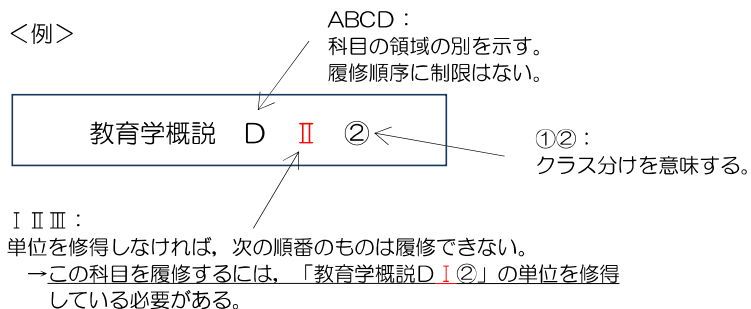 ＜例＞
ABCD：
科目の領域の別を示す。
履修順序に制限はない。
教育学概説　D　Ⅱ　②
①②：
クラス分けを意味する。
ⅠⅡⅢ：
単位を修得しなければ，次の順番のものは履修できない。
→この科目を履修するには，「教育学概説DⅠ②」の単位を修得
している必要がある。